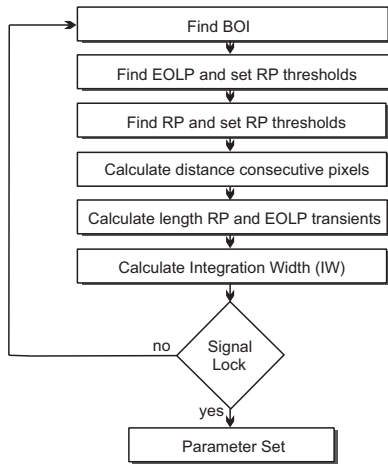 Find BOI
Find EOLP and set RP thresholds
Find RP and set RP thresholds
Calculate distance consecutive pixels
Calculate length RP and EOLP transients
Calculate Integration Width (IW)
Signal
Lock
no
yes
Parameter Set